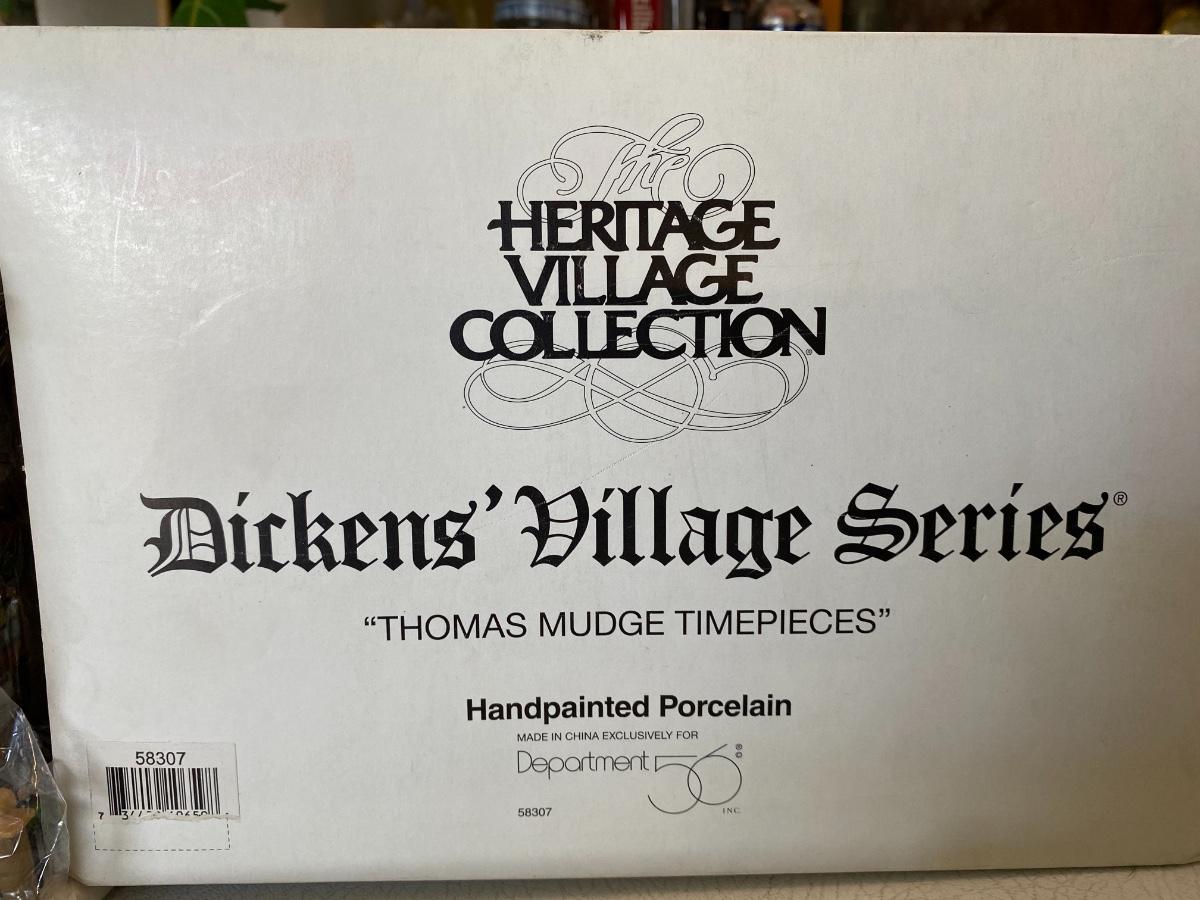 The
HERITAGE
VILLAGE
COLLECTION®
Dickens' Village Series®
“THOMAS MUDGE TIMEPIECES”
Handpainted Porcelain
MADE IN CHINA EXCLUSIVELY FOR
Department 56®©
INC.
58307
58307